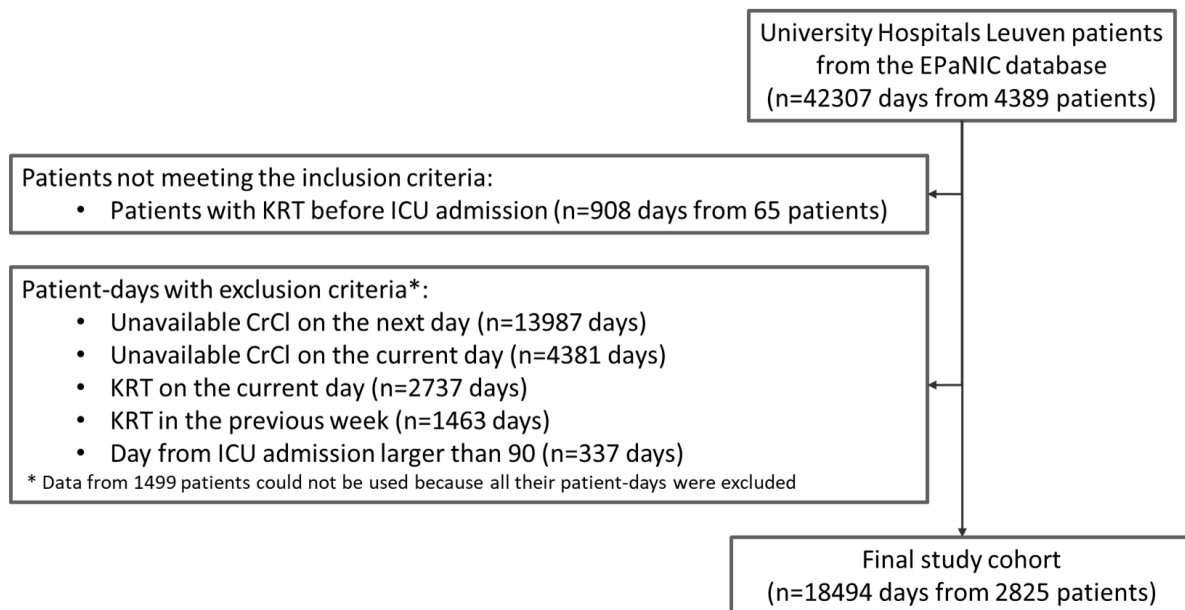 University Hospitals Leuven patients
from the EPaNIC database
(n=42307 days from 4389 patients)
Patients not meeting the inclusion criteria:
• Patients with KRT before ICU admission (n=908 days from 65 patients)
Patient-days with exclusion criteria*:
• Unavailable CrCl on the next day (n=13987 days)
• Unavailable CrCl on the current day (n=4381 days)
• KRT on the current day (n=2737 days)
• KRT in the previous week (n=1463 days)
• Day from ICU admission larger than 90 (n=337 days)
* Data from 1499 patients could not be used because all their patient-days were excluded
Final study cohort
(n=18494 days from 2825 patients)